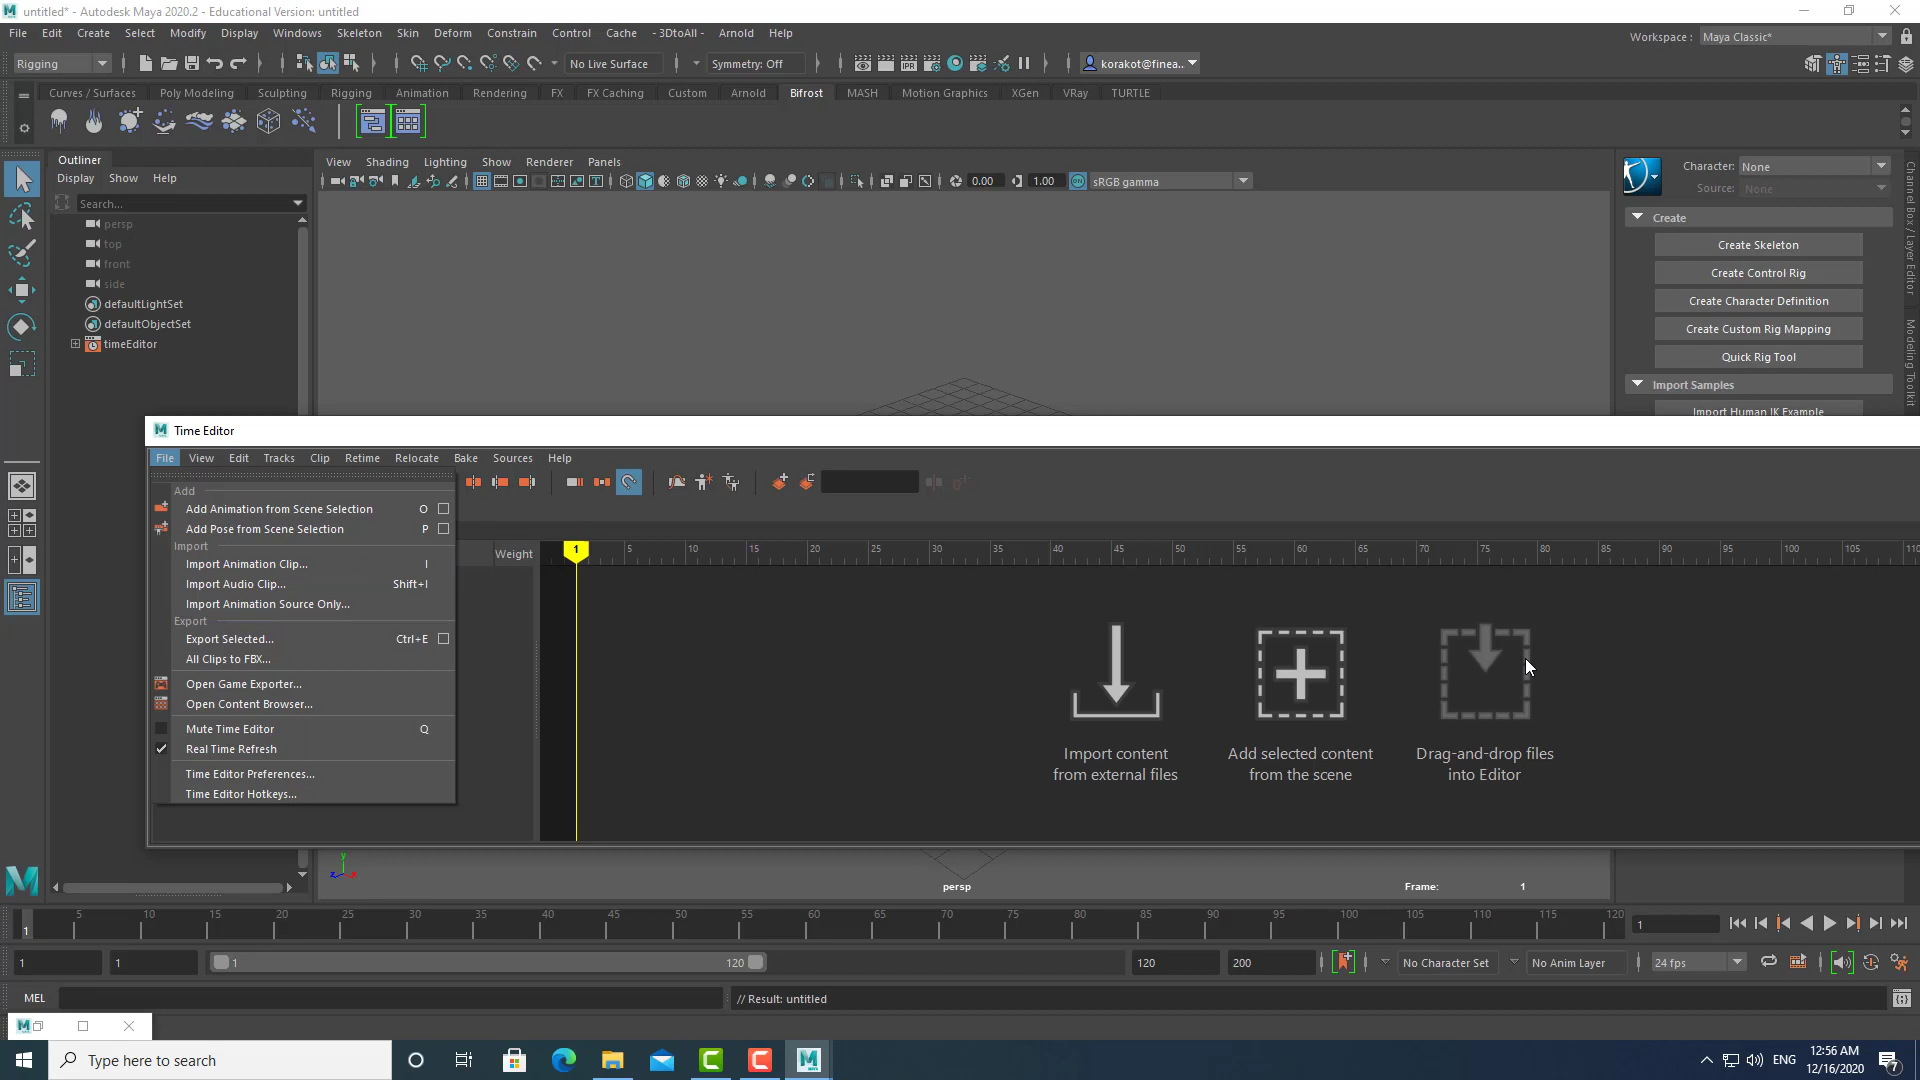 untitled* - Autodesk Maya 2020.2 - Educational Version: untitled
File Edit Create Select Modify Display Windows Skeleton Skin Deform Constrain Control Cache - 3DtoAll - Arnold Help
Workspace : Maya Classic*
Rigging No Live Surface Symmetry: Off korakot@finea..
Curves / Surfaces Poly Modeling Sculpting Rigging Animation Rendering FX FX Caching Custom Arnold Bifrost MASH Motion Graphics XGen VRay TURTLE
Outliner
Display Show Help
Search...
persp
top
front
side
defaultLightSet
defaultObjectSet
timeEditor
View Shading Lighting Show Renderer Panels
0.00 1.00 sRGB gamma
Character: None
Source: None
Create
Create Skeleton
Create Control Rig
Create Character Definition
Create Custom Rig Mapping
Quick Rig Tool
Import Samples
Import Human IK Example
Channel Box / Layer Editor
Modeling Toolkit
Time Editor
File View Edit Tracks Clip Retime Relocate Bake Sources Help
Add
Add Animation from Scene Selection O
Add Pose from Scene Selection P
Import
Import Animation Clip... I
Import Audio Clip... Shift+I
Import Animation Source Only...
Export
Export Selected... Ctrl+E
All Clips to FBX...
Open Game Exporter...
Open Content Browser...
Mute Time Editor Q
Real Time Refresh
Time Editor Preferences...
Time Editor Hotkeys...
Weight
1 5 10 15 20 25 30 35 40 45 50 55 60 65 70 75 80 85 90 95 100 105 110
Import content
from external files
Add selected content
from the scene
Drag-and-drop files
into Editor
y
z x
persp
Frame: 1
1 5 10 15 20 25 30 35 40 45 50 55 60 65 70 75 80 85 90 95 100 105 110 115 120
1
1 1 1 120 120 200 No Character Set No Anim Layer 24 fps
MEL // Result: untitled
Type here to search
ENG
12:56 AM
12/16/2020
7